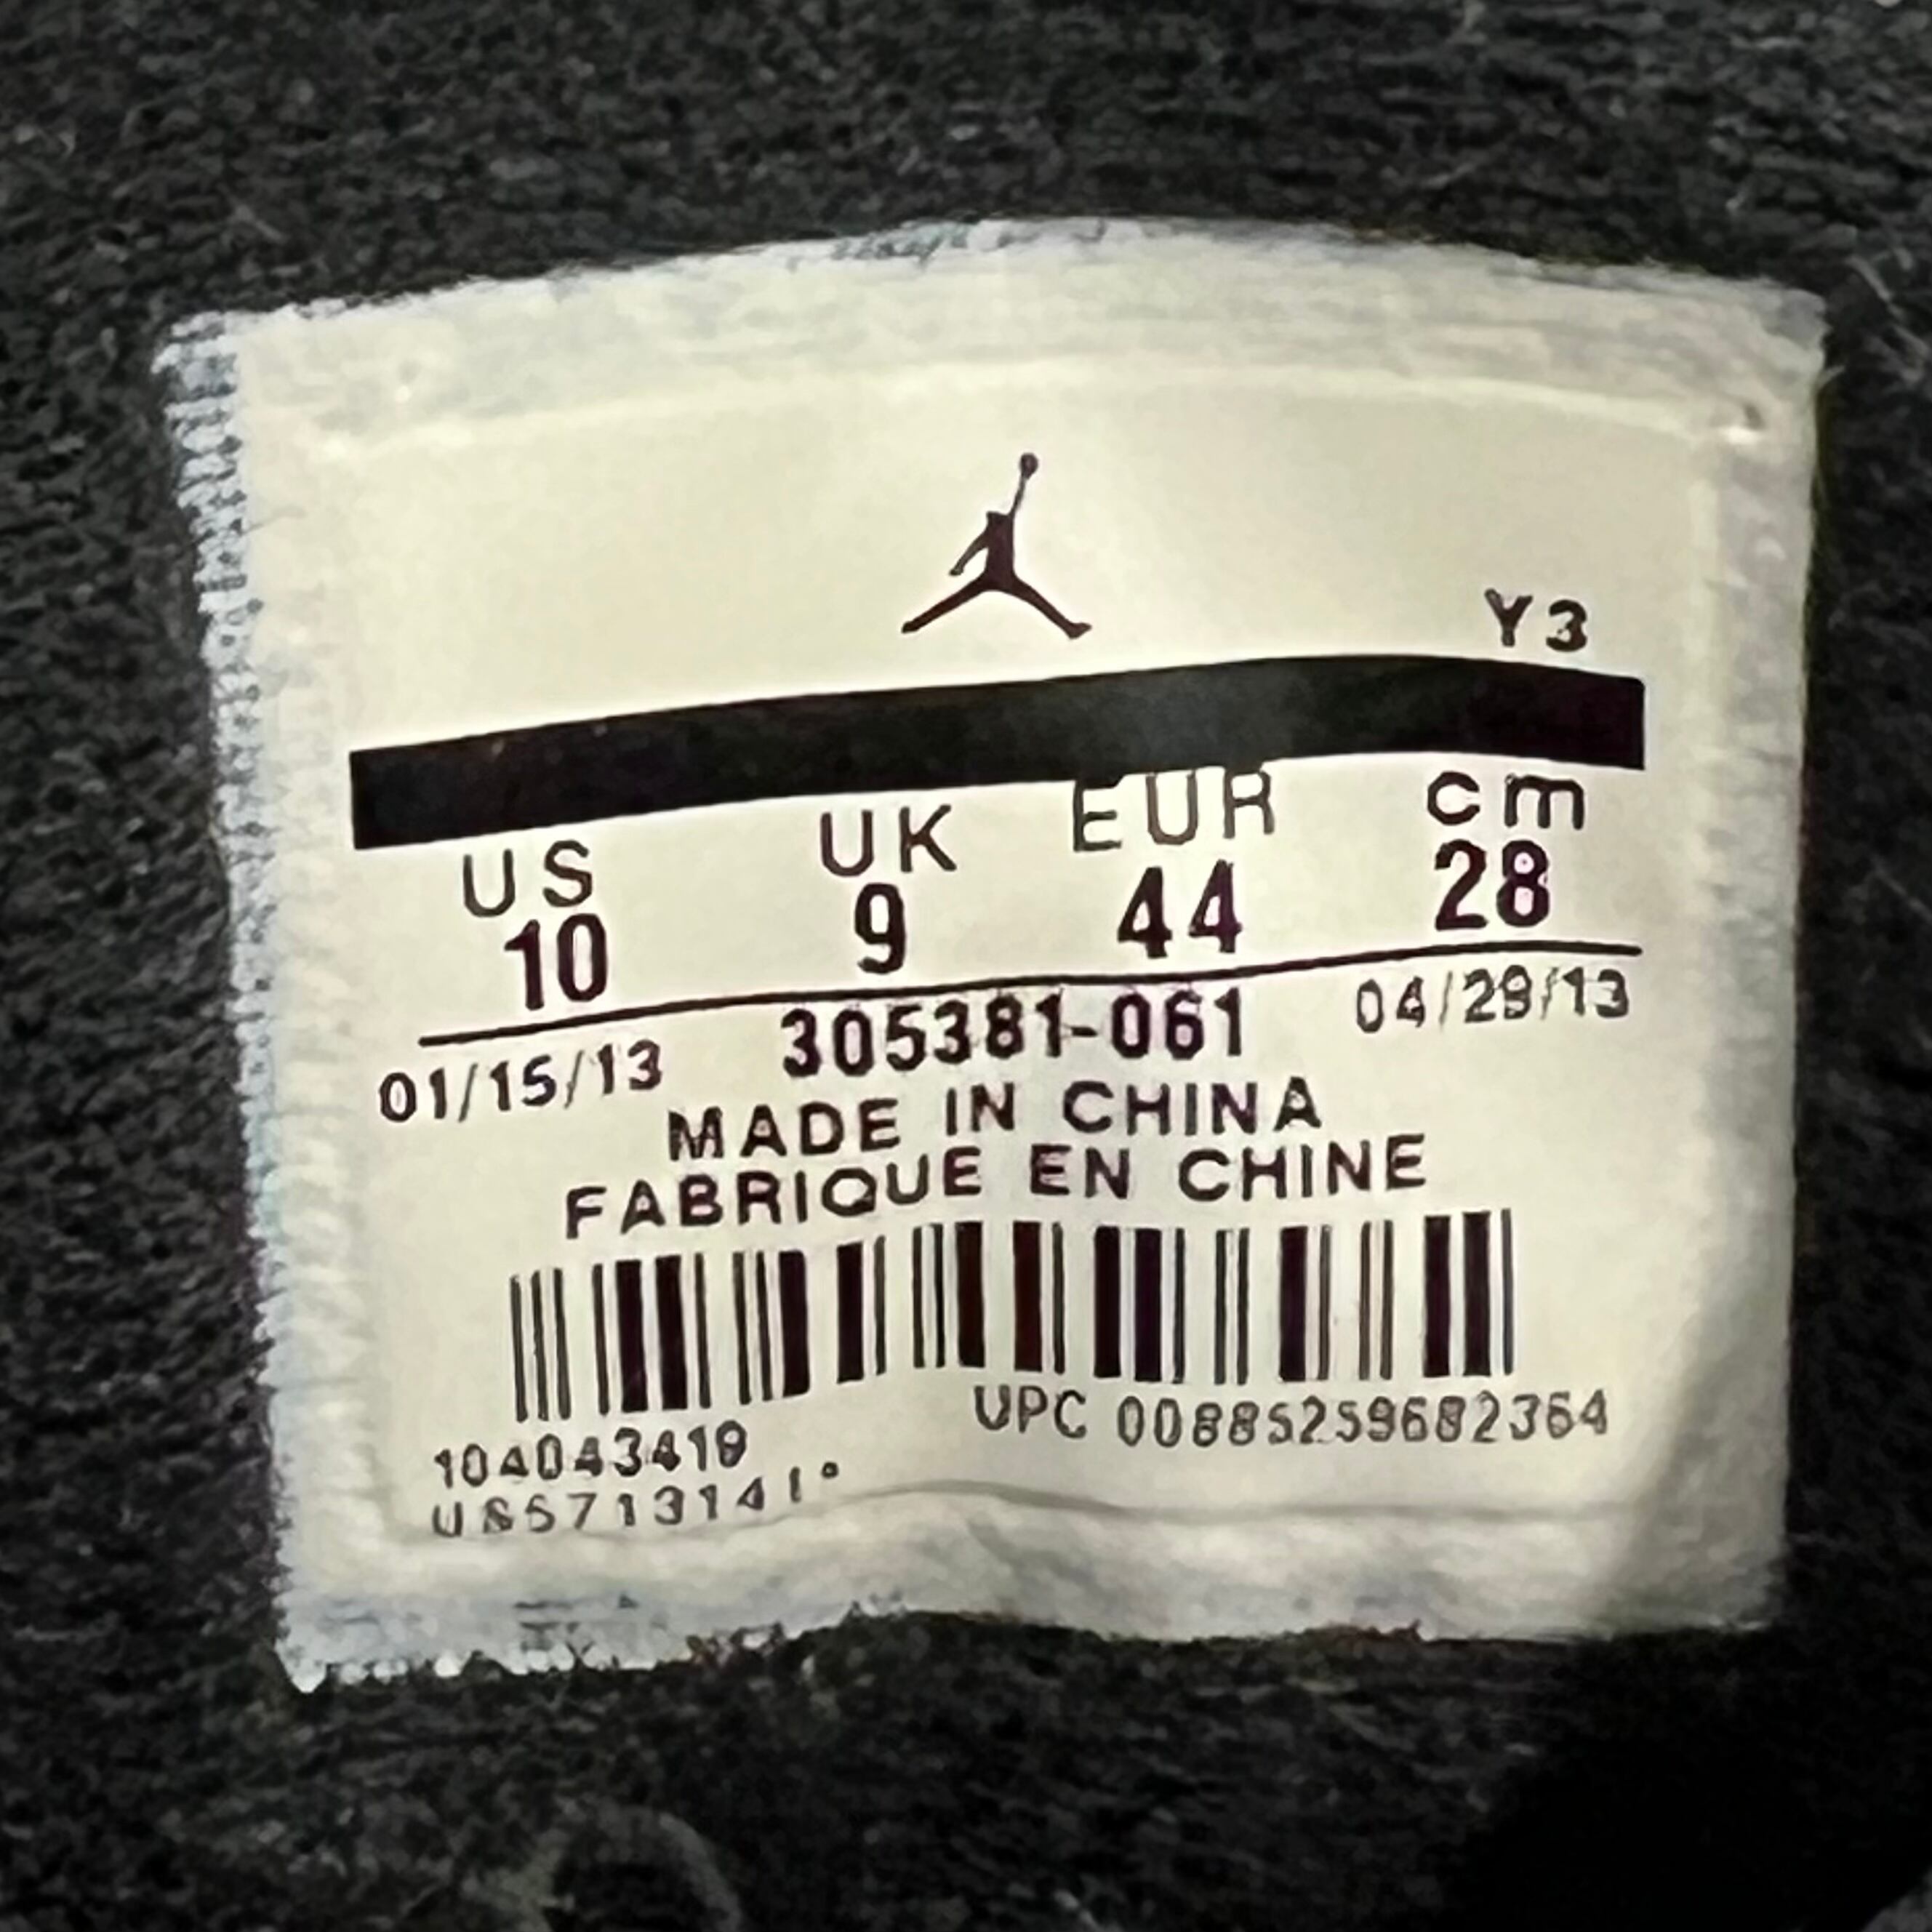 Y3
US UK EUR cm
10 9 44 28
01/15/13 305381-061 04/29/13
MADE IN CHINA
FABRIQUE EN CHINE
UPC 00885259682364
104043419